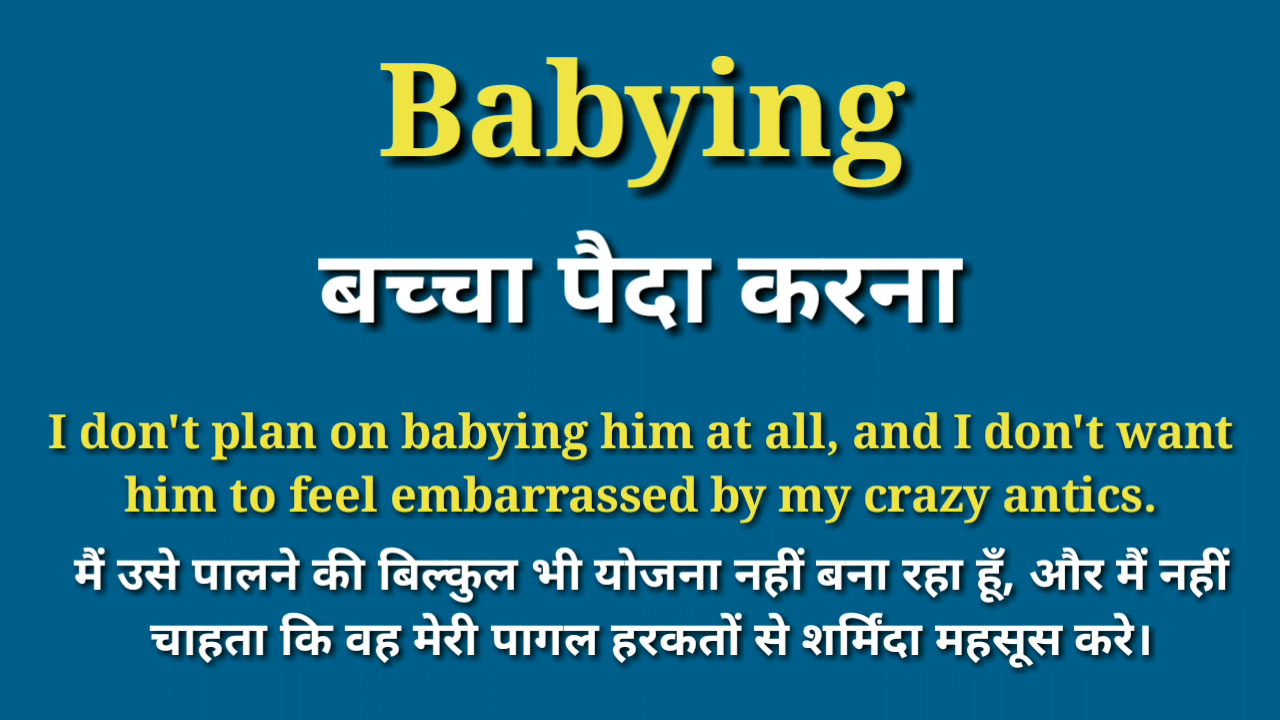 Babying
बच्चा पैदा करना
I don't plan on babying him at all, and I don't want
him to feel embarrassed by my crazy antics.
मैं उसे पालने की बिल्कुल भी योजना नहीं बना रहा हूँ, और मैं नहीं
चाहता कि वह मेरी पागल हरकतों से शर्मिंदा महसूस करे।